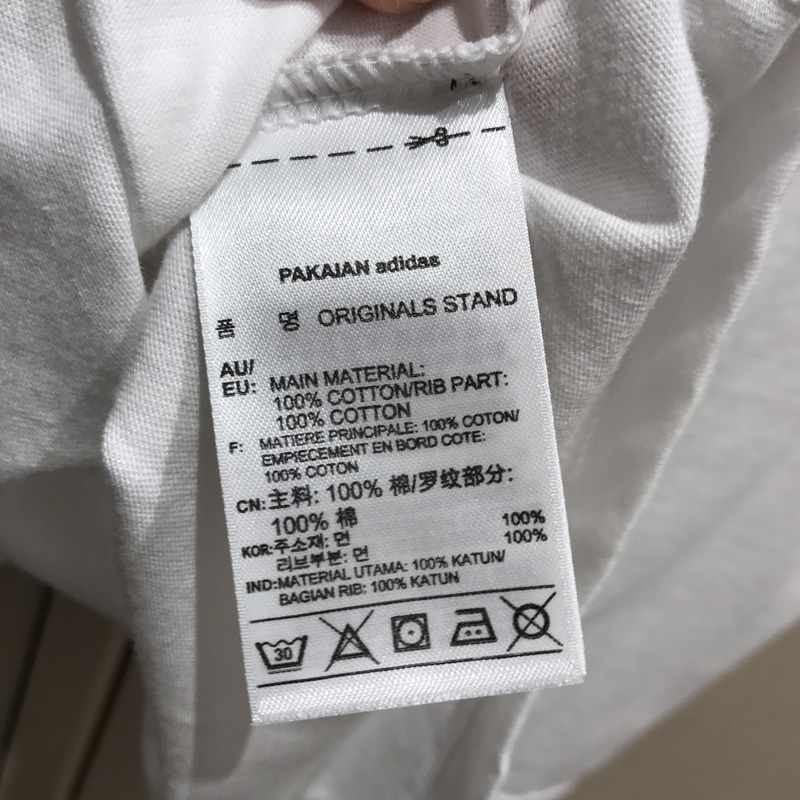 PAKAIAN adidas
품 명 ORIGINALS STAND
AU/
EU: MAIN MATERIAL:
100% COTTON/RIB PART:
100% COTTON
F: MATIERE PRINCIPALE: 100% COTON/
EMPIECEMENT EN BORD COTE:
100% COTON
CN: 主料: 100% 棉/罗纹部分:
100% 棉
KOR: 주소재: 면 100%
리브부분: 면 100%
IND: MATERIAL UTAMA: 100% KATUN/
BAGIAN RIB: 100% KATUN
30